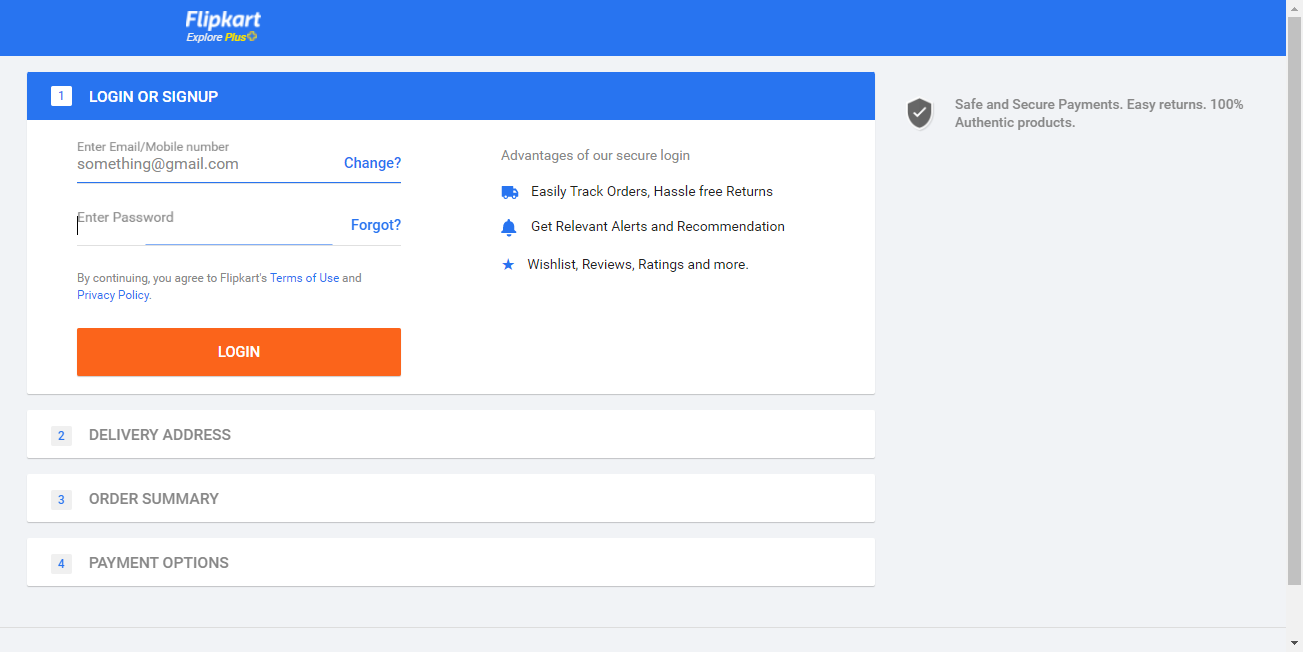 Flipkart
Explore Plus
1 LOGIN OR SIGNUP
Enter Email/Mobile number
something@gmail.com Change?
Enter Password
Forgot?
By continuing, you agree to Flipkart's Terms of Use and
Privacy Policy.
LOGIN
Advantages of our secure login
Easily Track Orders, Hassle free Returns
Get Relevant Alerts and Recommendation
Wishlist, Reviews, Ratings and more.
Safe and Secure Payments. Easy returns. 100%
Authentic products.
2 DELIVERY ADDRESS
3 ORDER SUMMARY
4 PAYMENT OPTIONS